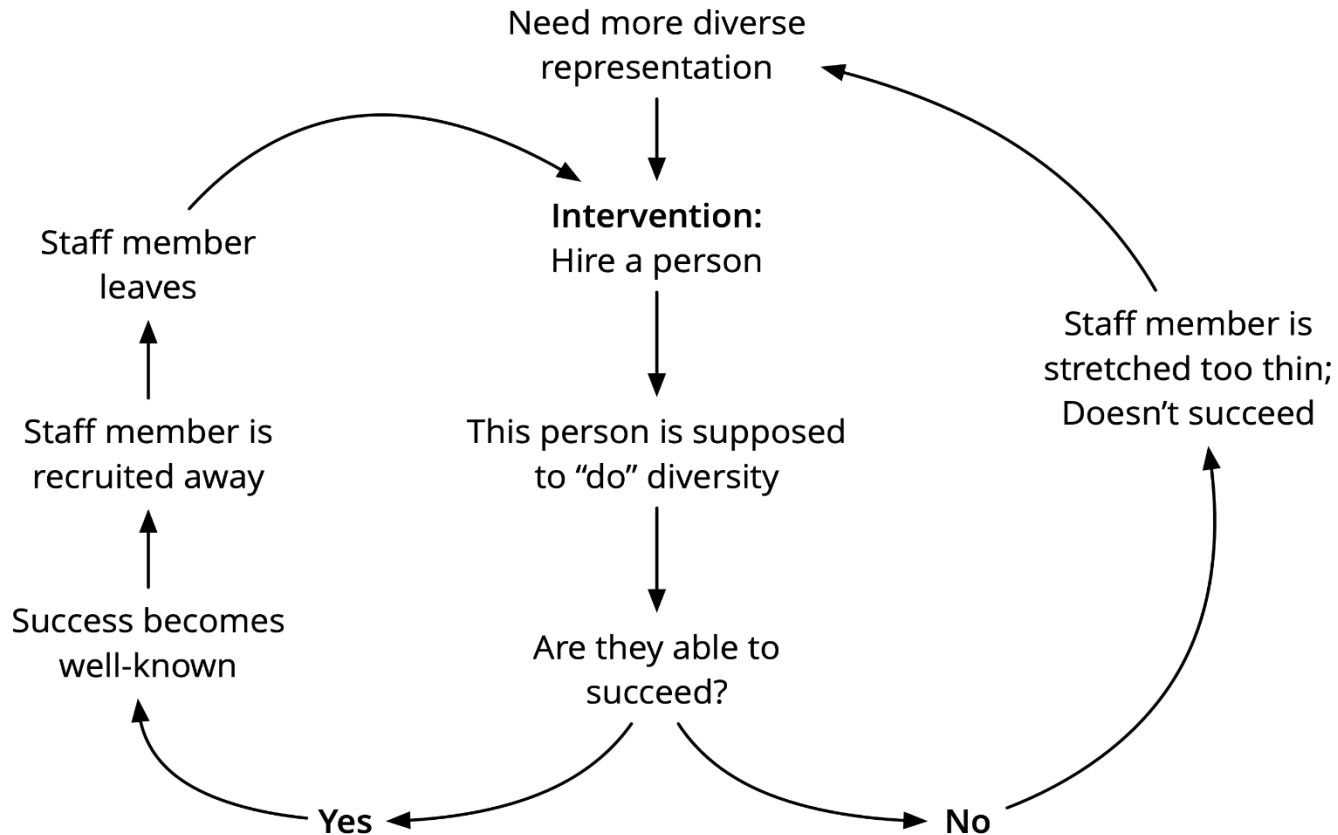 Need more diverse
representation
Intervention:
Hire a person
This person is supposed
to “do” diversity
Are they able to
succeed?
Yes
Success becomes
well-known
Staff member is
recruited away
Staff member
leaves
No
Staff member is
stretched too thin;
Doesn’t succeed